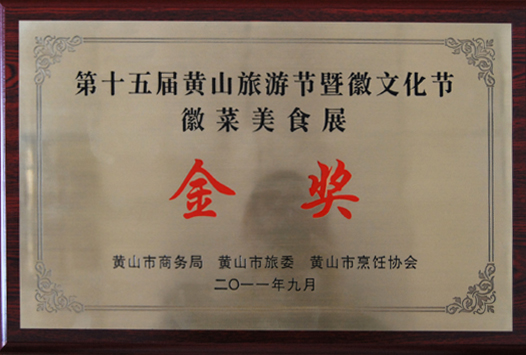 第十五届黄山旅游节暨徽文化节
徽菜美食展
金奖
黄山市商务局 黄山市旅委 黄山市烹饪协会
二〇一一年九月